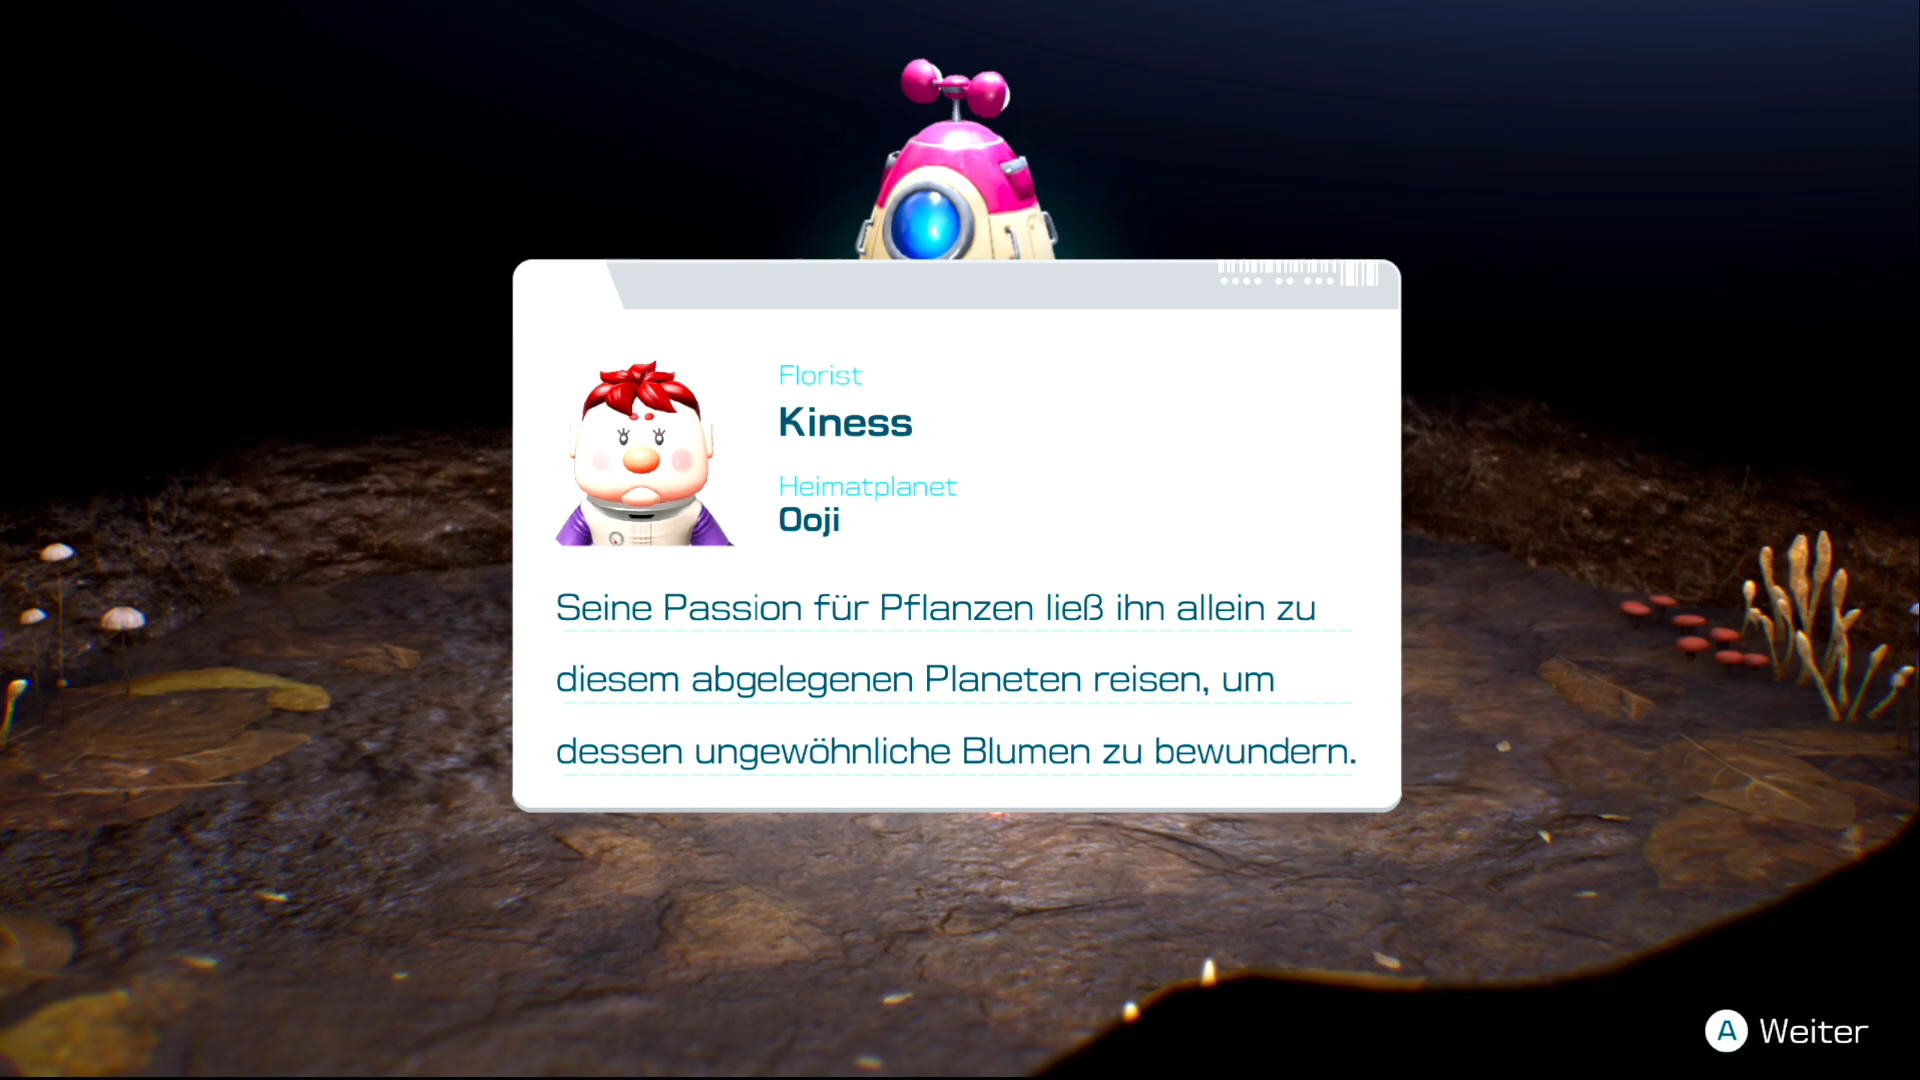 Florist
Kiness
Heimatplanet
Ooji
Seine Passion für Pflanzen ließ ihn allein zu
diesem abgelegenen Planeten reisen, um
dessen ungewöhnliche Blumen zu bewundern.
A Weiter